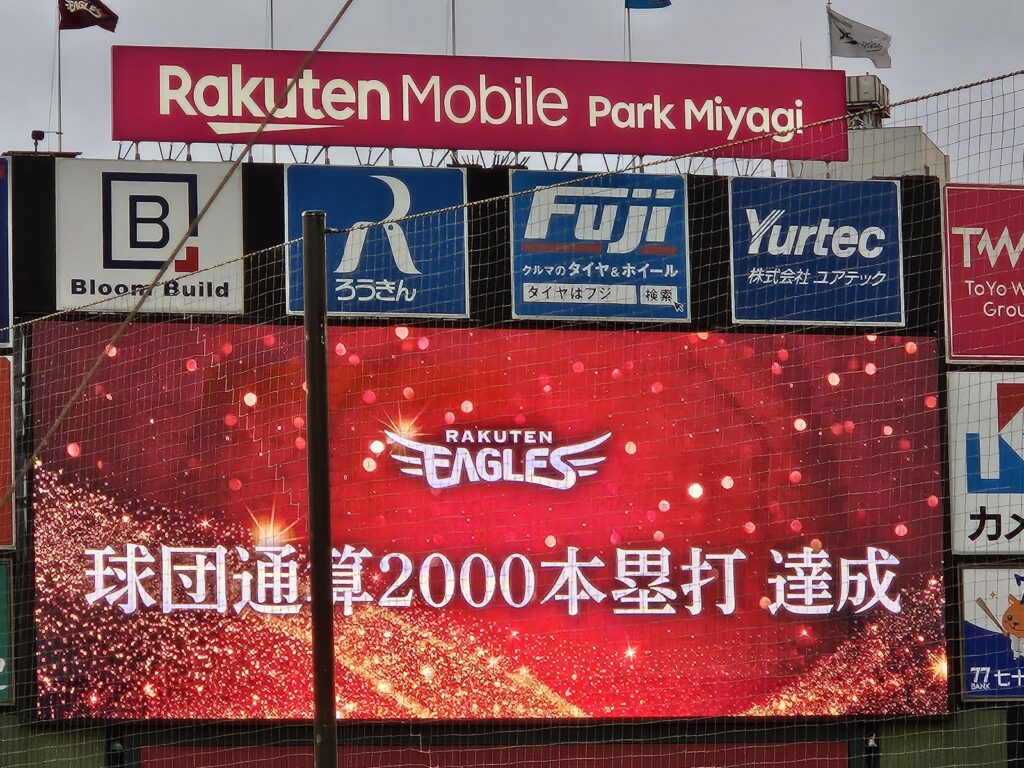 EAGLES
Rakuten Mobile Park Miyagi
B
Bloom Build
R
ろうきん
Fuji
クルマのタイヤ&ホイール
タイヤはフジ 検索
Yurtec
株式会社 ユアテック
ToYo W
Grou
RAKUTEN
EAGLES
球団通算2000本塁打 達成
K
カメ
77 七十
BANK